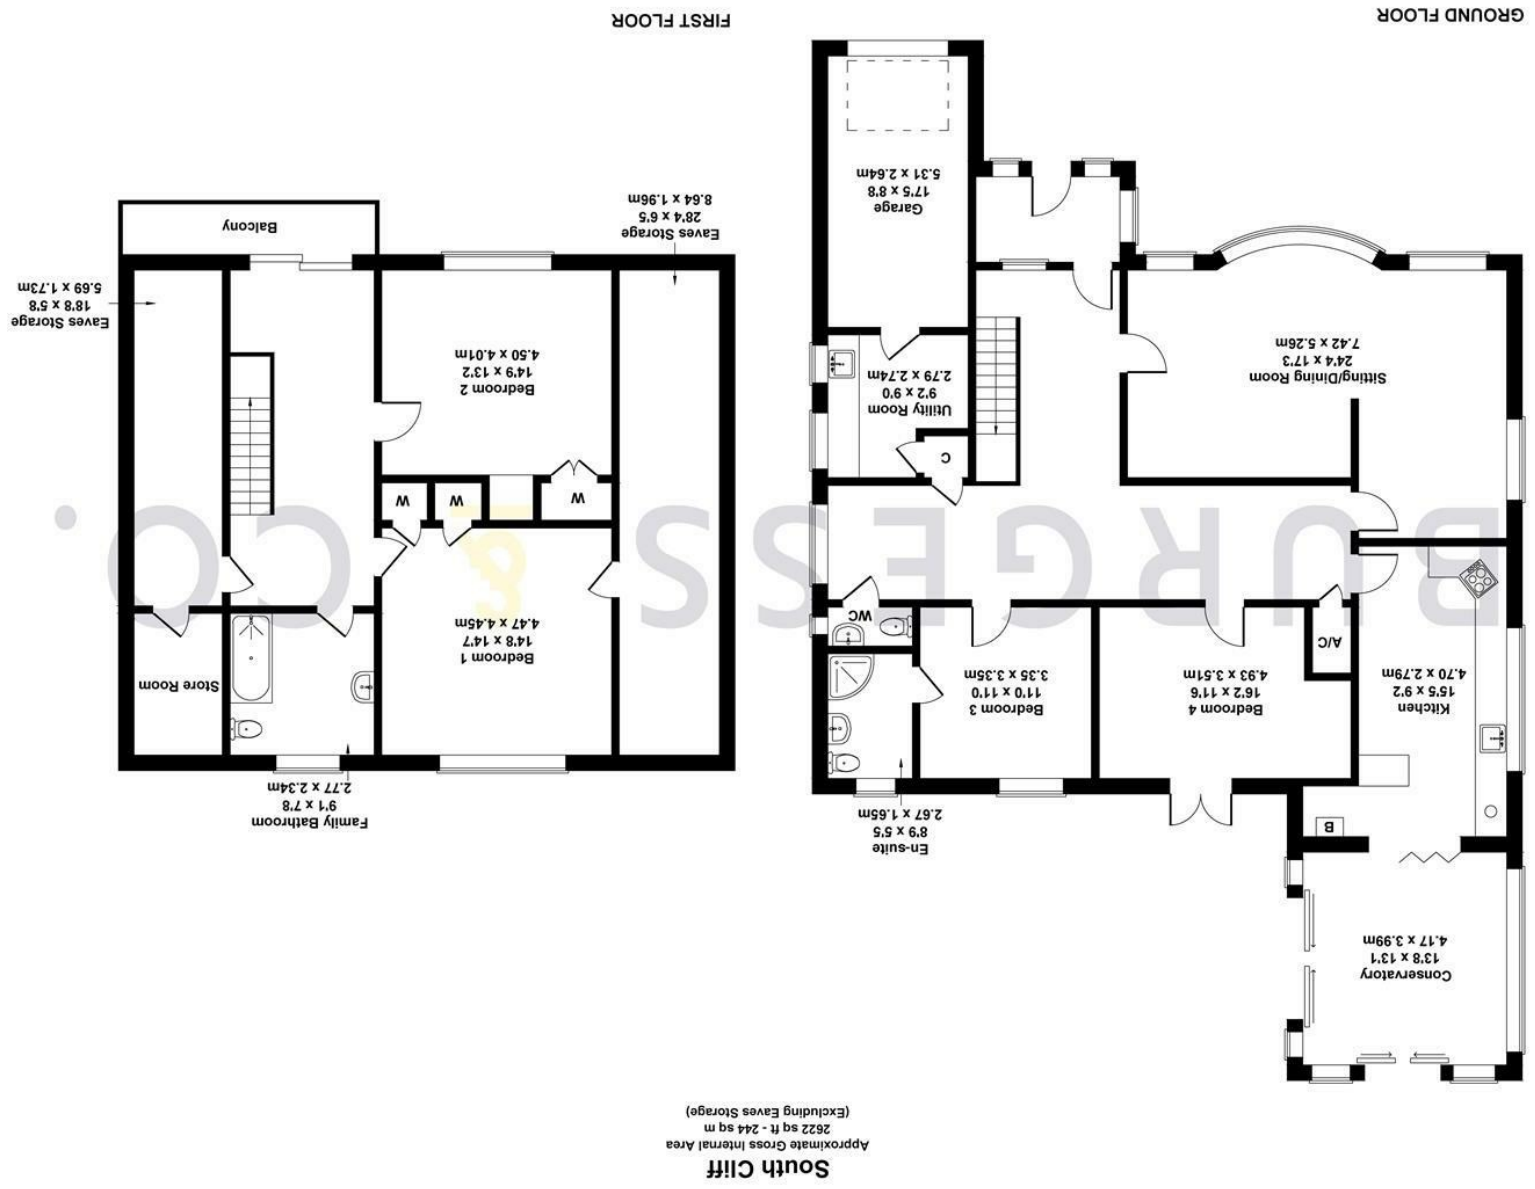 South Cliff
Approximate Gross Internal Area
2622 sq ft - 244 sq m
(Excluding Eaves Storage)
Conservatory
13'8 x 13'1
4.17 x 3.99m
B
Kitchen
15'5 x 9'2
4.70 x 2.79m
A/C
Bedroom 4
16'2 x 11'6
4.93 x 3.51m
Bedroom 3
11'0 x 11'0
3.35 x 3.35m
En-suite
8'9 x 5'5
2.67 x 1.65m
WC
C
Utility Room
9'2 x 9'0
2.79 x 2.74m
Sitting/Dining Room
24'4 x 17'3
7.42 x 5.26m
Garage
17'5 x 8'8
5.31 x 2.64m
GROUND FLOOR
Family Bathroom
9'1 x 7'8
2.77 x 2.34m
Bedroom 1
14'8 x 14'7
4.47 x 4.45m
Store Room
W
W
W
Bedroom 2
14'9 x 13'2
4.50 x 4.01m
Eaves Storage
28'4 x 6'5
8.64 x 1.96m
Eaves Storage
18'8 x 5'8
5.69 x 1.73m
Balcony
FIRST FLOOR
BURGESS & CO.